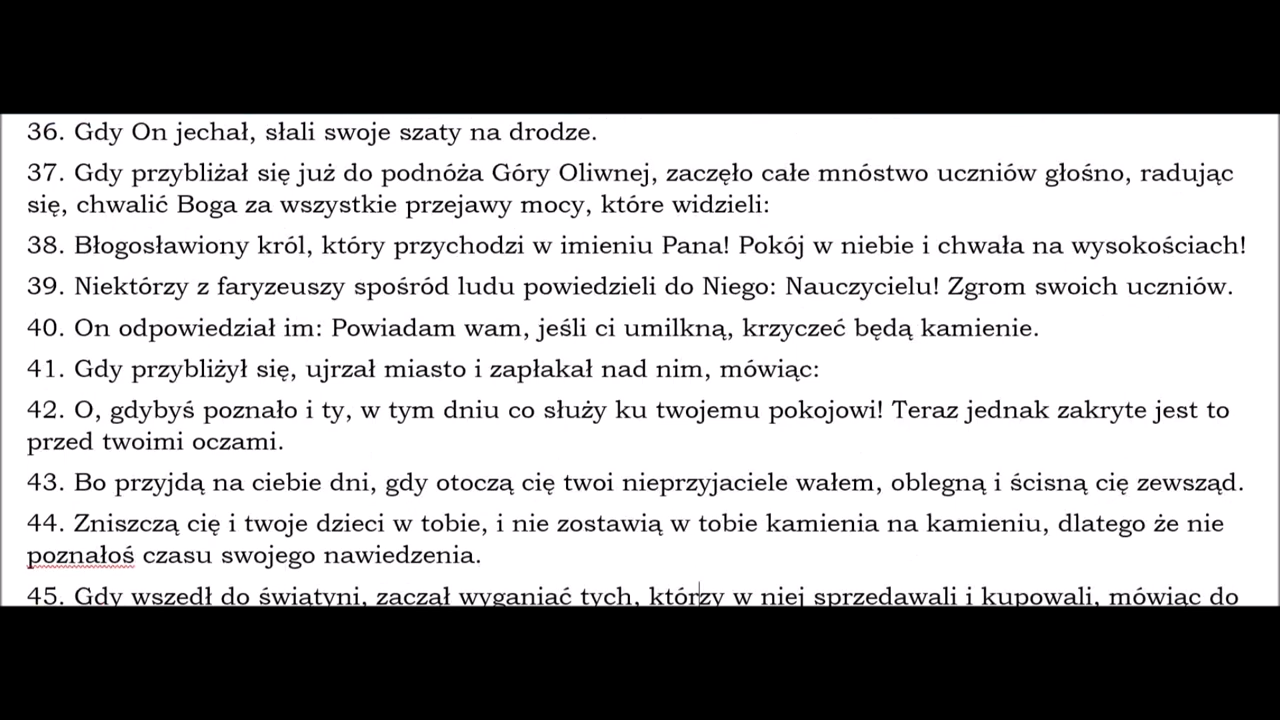 36. Gdy On jechał, słali swoje szaty na drodze.
37. Gdy przybliżał się już do podnóża Góry Oliwnej, zaczęło całe mnóstwo uczniów głośno, radując
się, chwalić Boga za wszystkie przejawy mocy, które widzieli:
38. Błogosławiony król, który przychodzi w imieniu Pana! Pokój w niebie i chwała na wysokościach!
39. Niektórzy z faryzeuszy spośród ludu powiedzieli do Niego: Nauczycielu! Zgrom swoich uczniów.
40. On odpowiedział im: Powiadam wam, jeśli ci umilkną, krzyczeć będą kamienie.
41. Gdy przybliżył się, ujrzał miasto i zapłakał nad nim, mówiąc:
42. O, gdybyś poznało i ty, w tym dniu co służy ku twojemu pokojowi! Teraz jednak zakryte jest to
przed twoimi oczami.
43. Bo przyjdą na ciebie dni, gdy otoczą cię twoi nieprzyjaciele wałem, oblegną i ścisną cię zewsząd.
44. Zniszczą cię i twoje dzieci w tobie, i nie zostawią w tobie kamienia na kamieniu, dlatego że nie
poznałoś czasu swojego nawiedzenia.
45. Gdy wszedł do świątyni, zaczął wyganiać tych, którzy w niej sprzedawali i kupowali, mówiąc do